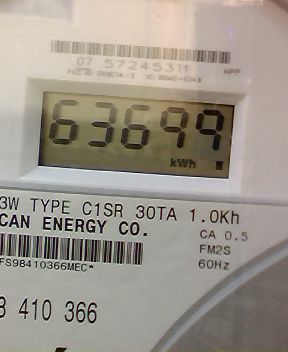 07 57245311
HPP
63699
kWh
3W TYPE C1SR 30TA 1.0Kh
CAN ENERGY CO.
CA 0.5
FM2S
60Hz
FS98410366MEC*
410 366